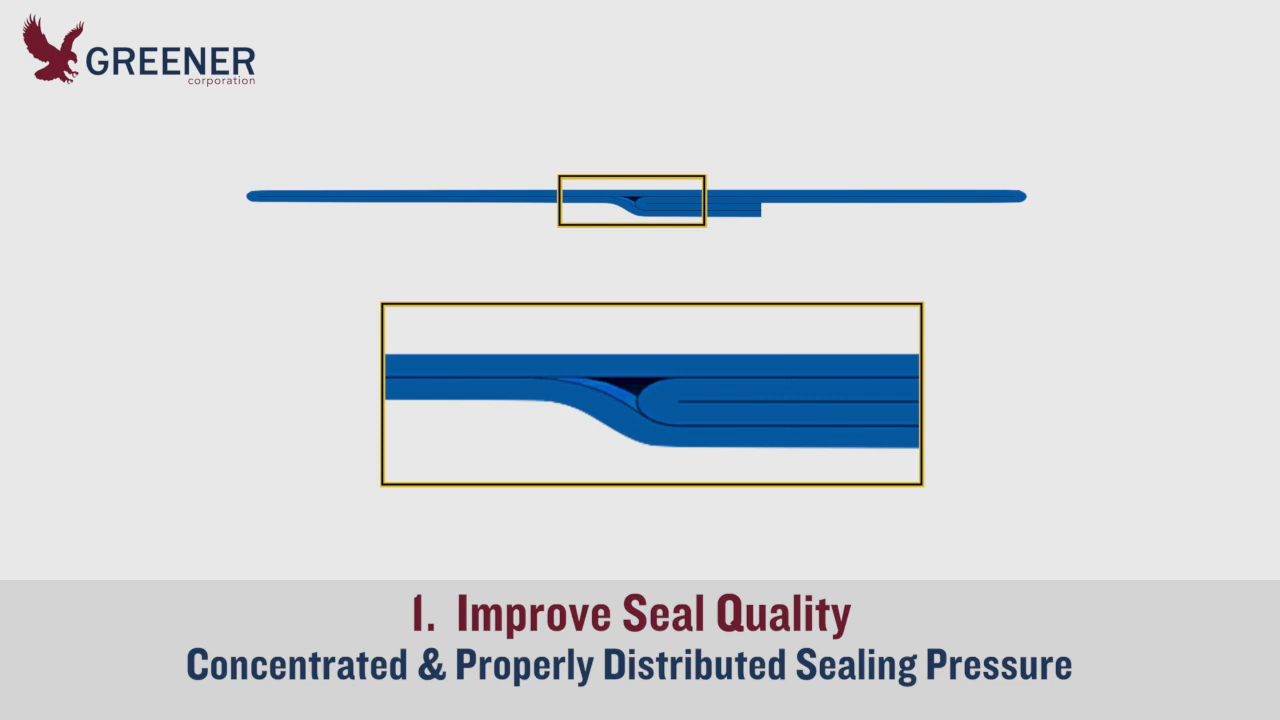 GREENER
corporation
1. Improve Seal Quality
Concentrated & Properly Distributed Sealing Pressure